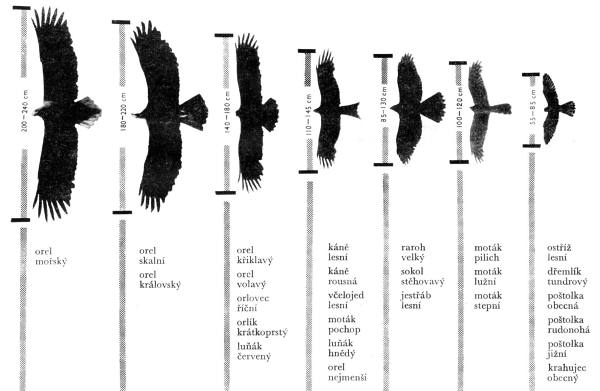 200–240 cm
180–220 cm
140–180 cm
110–145 cm
85–130 cm
100–120 cm
55–85 cm
orel
mořský
orel
skalní
orel
královský
orel
křiklavý
orel
volavý
orlovec
říční
orlík
krátkoprstý
luňák
červený
káně
lesní
káně
rousná
včelojed
lesní
moták
pochop
luňák
hnědý
orel
nejmenší
raroh
velký
sokol
stěhovavý
jestřáb
lesní
moták
pilich
moták
lužní
moták
stepní
ostříž
lesní
dřemlík
tundrový
poštolka
obecná
poštolka
rudonohá
poštolka
jižní
krahujec
obecný